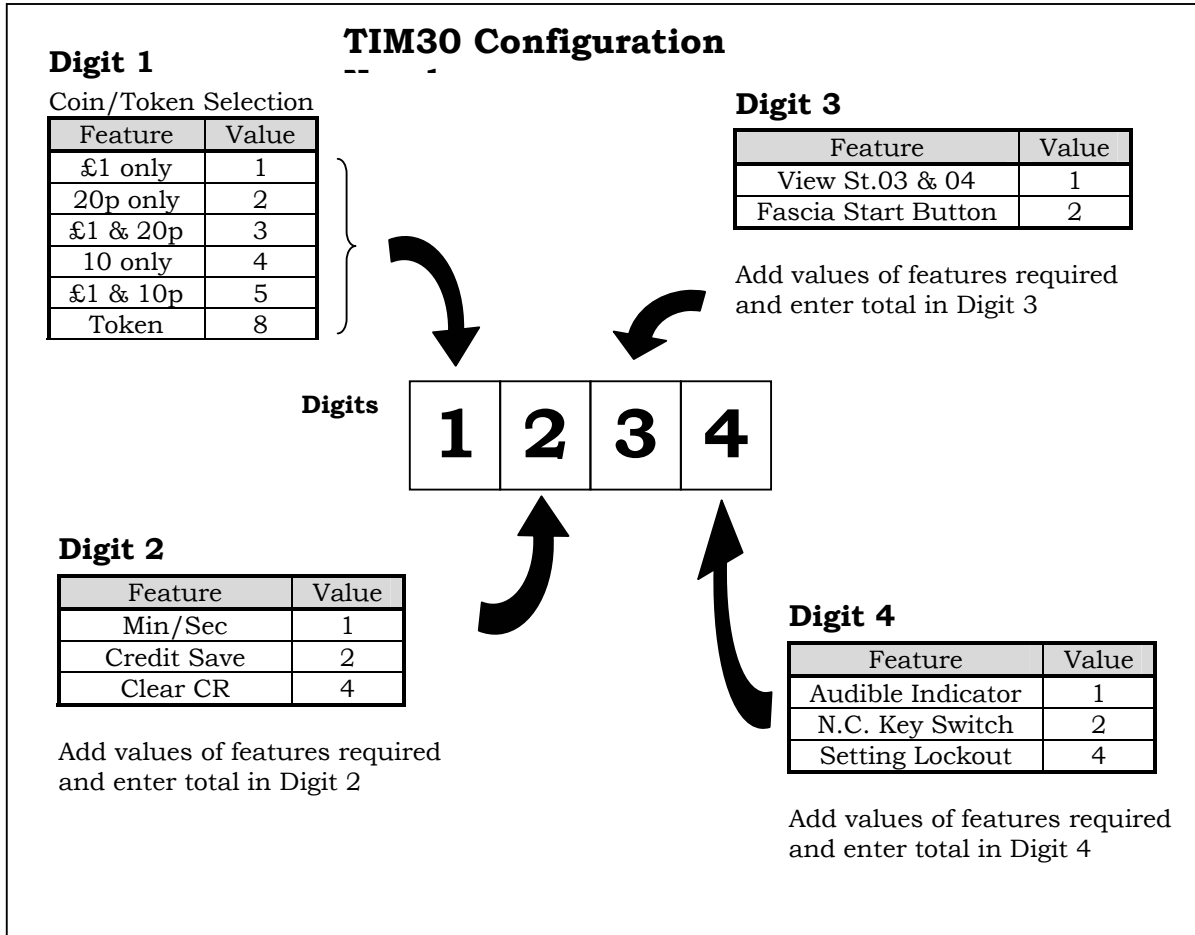 TIM30 Configuration
Digit 1
Coin/Token Selection
Feature Value
£1 only 1
20p only 2
£1 & 20p 3
10 only 4
£1 & 10p 5
Token 8
Digit 3
Feature Value
View St.03 & 04 1
Fascia Start Button 2
Add values of features required
and enter total in Digit 3
Digits
1 2 3 4
Digit 2
Feature Value
Min/Sec 1
Credit Save 2
Clear CR 4
Add values of features required
and enter total in Digit 2
Digit 4
Feature Value
Audible Indicator 1
N.C. Key Switch 2
Setting Lockout 4
Add values of features required
and enter total in Digit 4